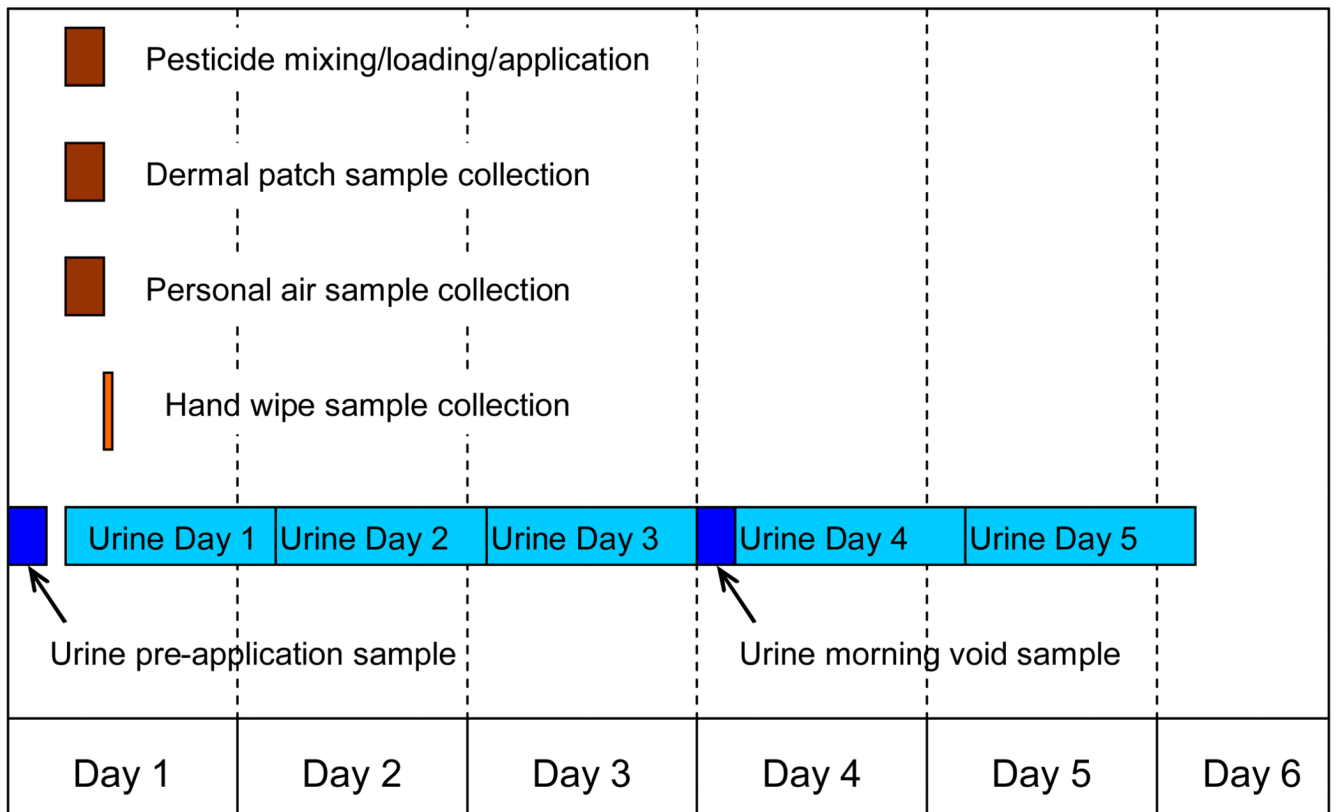 Pesticide mixing/loading/application
Dermal patch sample collection
Personal air sample collection
Hand wipe sample collection
Urine Day 1
Urine Day 2
Urine Day 3
Urine Day 4
Urine Day 5
Urine pre-application sample
Urine morning void sample
Day 1
Day 2
Day 3
Day 4
Day 5
Day 6